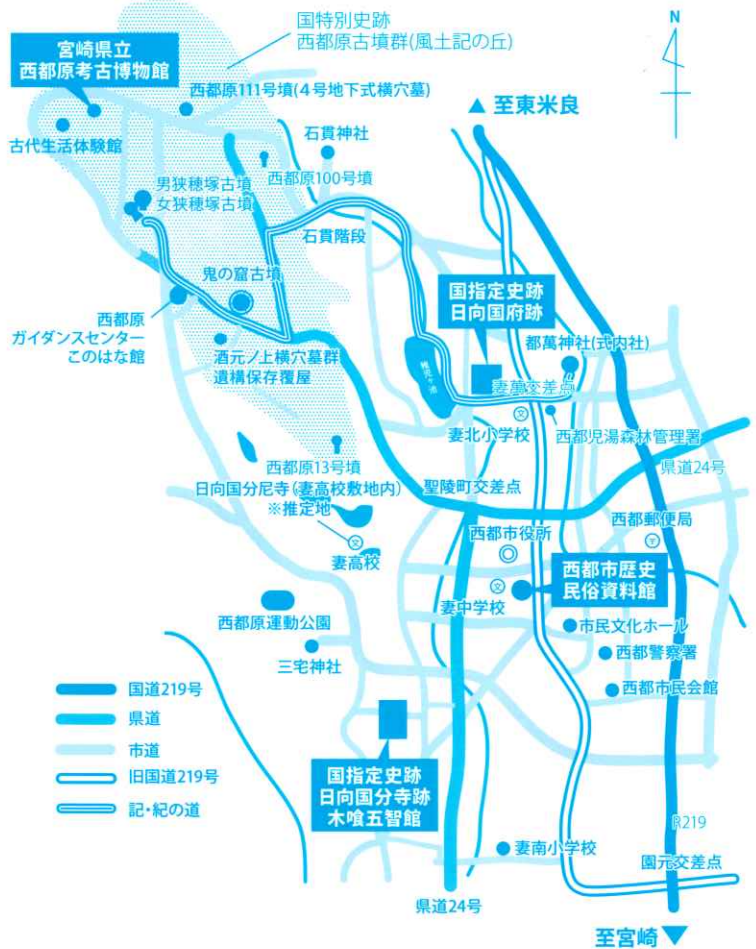 国特別史跡
西都原古墳群(風土記の丘)
N
宮崎県立
西都原考古博物館
西都原111号墳(4号地下式横穴墓)
▲ 至東米良
古代生活体験館
石貫神社
西都原100号墳
男狭穂塚古墳
女狭穂塚古墳
石貫階段
鬼の窟古墳
国指定史跡
日向国府跡
都萬神社(式内社)
西都原
ガイダンスセンター
このはな館
酒元ノ上横穴墓群
遺構保存覆屋
妻萬交差点
文
妻北小学校
西都児湯森林管理署
西都原13号墳
県道24号
日向国分尼寺(妻高校敷地内)
※推定地
聖陵町交差点
文
妻高校
西都市役所
西都郵便局
〒
文
妻中学校
西都市歴史
民俗資料館
西都原運動公園
市民文化ホール
三宅神社
西都警察署
西都市民会館
国道219号
県道
市道
旧国道219号
記・紀の道
国指定史跡
日向国分寺跡
木喰五智館
R219
妻南小学校
園元交差点
県道24号
至宮崎 ▼